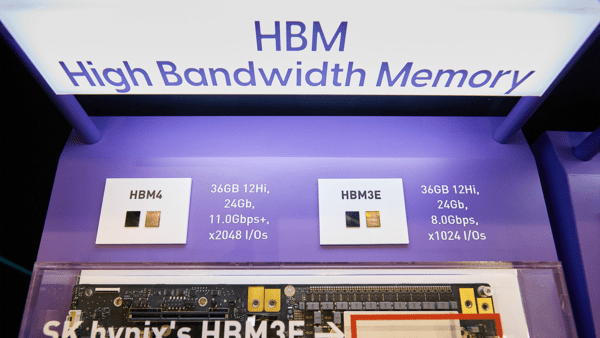 HBM
High Bandwidth Memory
HBM4
36GB 12Hi,
24Gb,
11.0Gbps+,
x2048 I/Os
HBM3E
36GB 12Hi,
24Gb,
8.0Gbps,
x1024 I/Os
SK hynix's HBM3E →